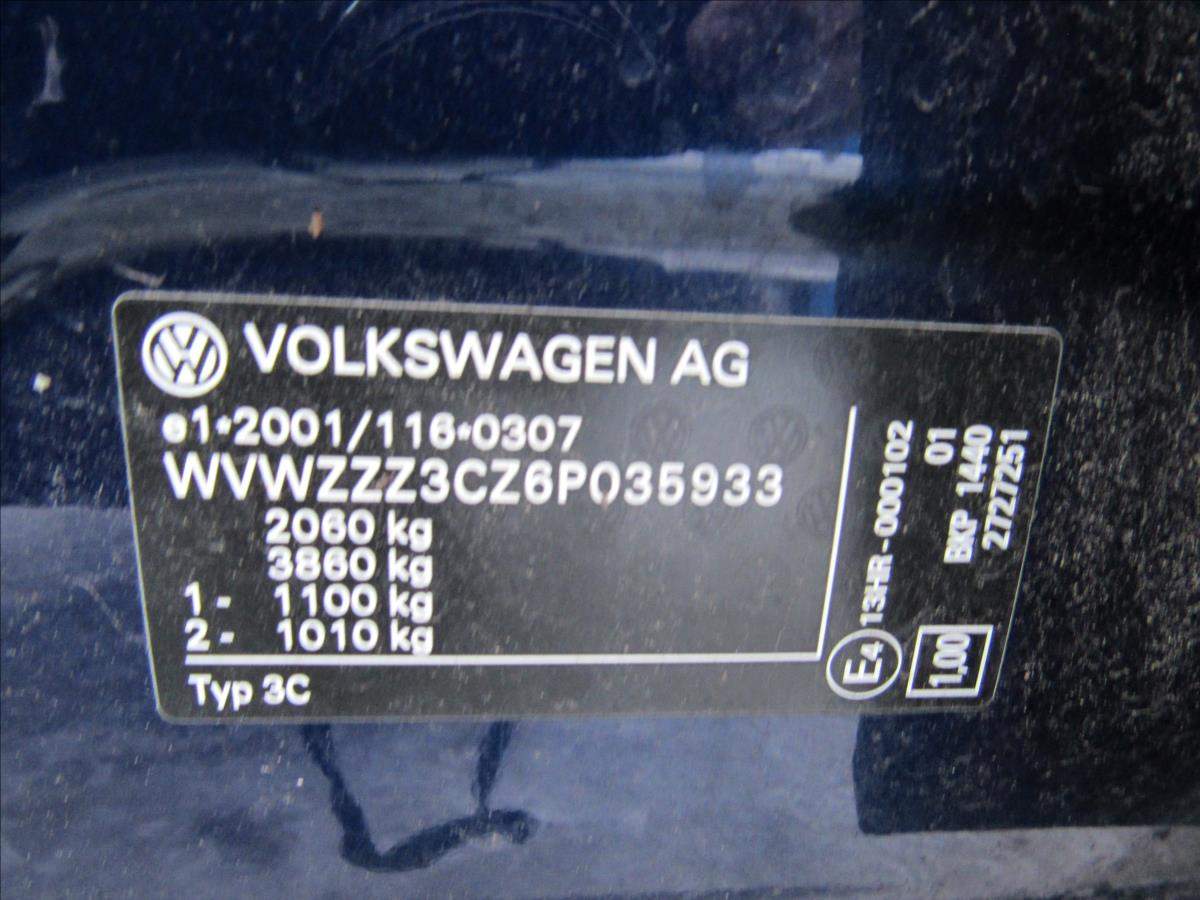 VOLKSWAGEN AG
e1*2001/116*0307
WVWZZZ3CZ6P035933
2060 kg
3860 kg
1- 1100 kg
2- 1010 kg
Typ 3C
E4 13HR-000102
01
BKP 1440
2727251
1,00